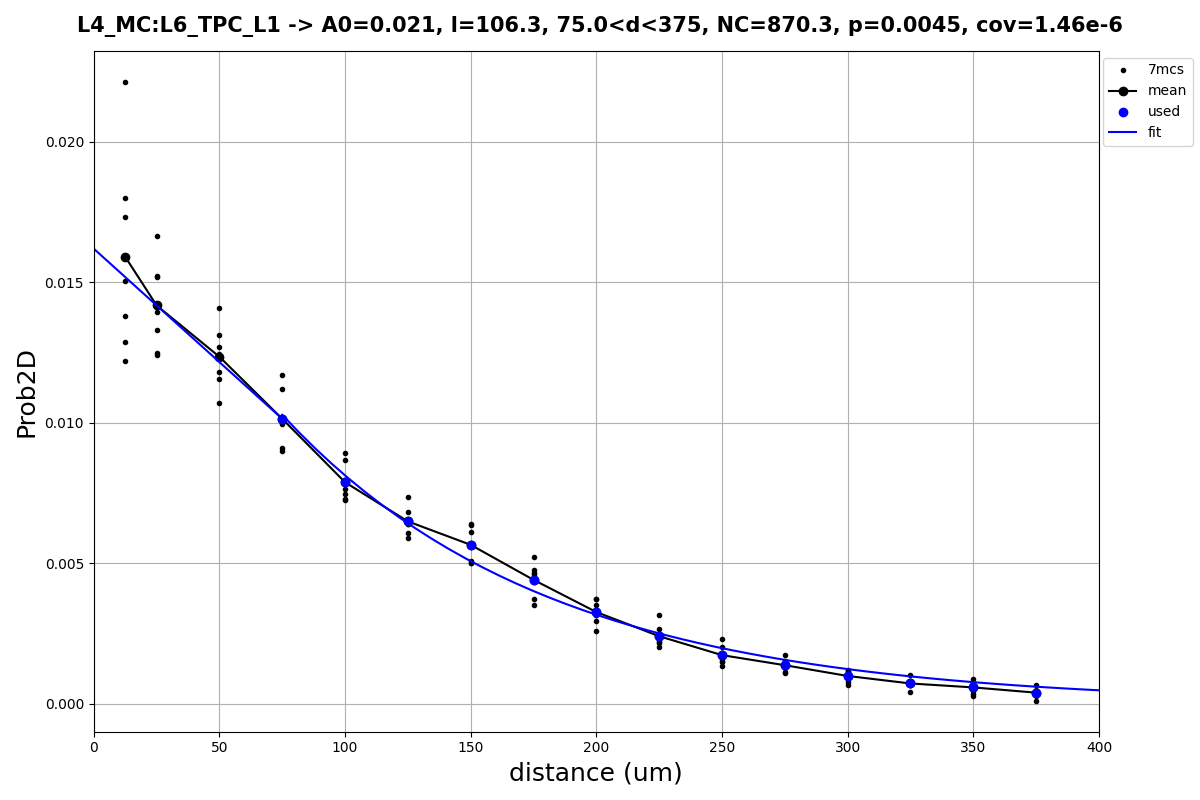 L4_MC:L6_TPC_L1 -> A0=0.021, l=106.3, 75.0<d<375, NC=870.3, p=0.0045, cov=1.46e-6
7mcs
mean
used
fit
0.020
0.015
0.010
0.005
0.000
Prob2D
0 50 100 150 200 250 300 350 400
distance (um)